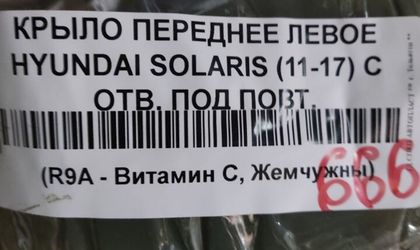 КРЫЛО ПЕРЕДНЕЕ ЛЕВОЕ
HYUNDAI SOLARIS (11-17) С
ОТВ. ПОД ПОВТ.
(R9A - Витамин С, Жемчужны)
666